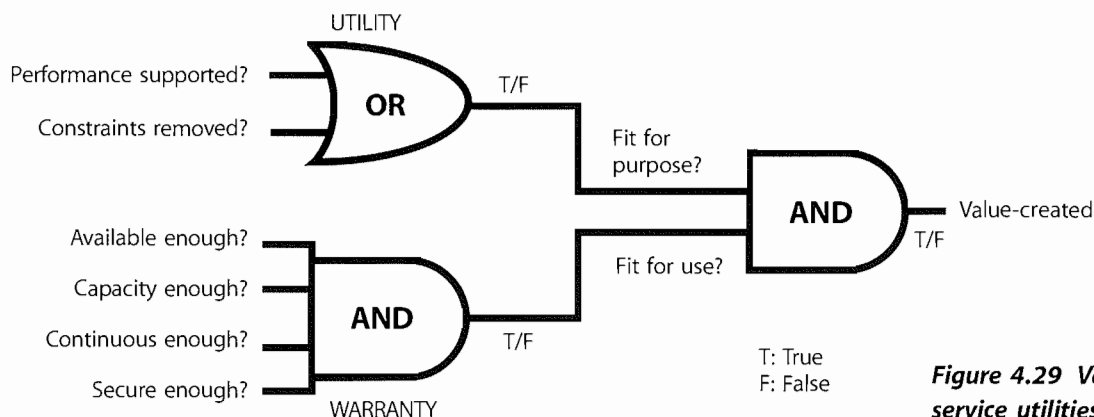 UTILITY
Performance supported?
Constraints removed?
OR
T/F
Fit for
purpose?
AND
Value-created
T/F
Available enough?
Capacity enough?
Continuous enough?
Secure enough?
AND
T/F
Fit for use?
WARRANTY
T: True
F: False
Figure 4.29
service utilities